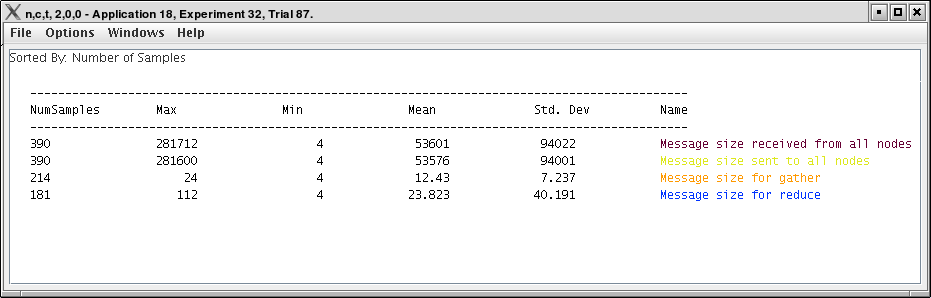 n,c,t, 2,0,0 - Application 18, Experiment 32, Trial 87.
File Options Windows Help
Sorted By: Number of Samples
----------------------------------------------------------------------------------------------
NumSamples Max Min Mean Std. Dev Name
----------------------------------------------------------------------------------------------
390 281712 4 53601 94022 Message size received from all nodes
390 281600 4 53576 94001 Message size sent to all nodes
214 24 4 12.43 7.237 Message size for gather
181 112 4 23.823 40.191 Message size for reduce